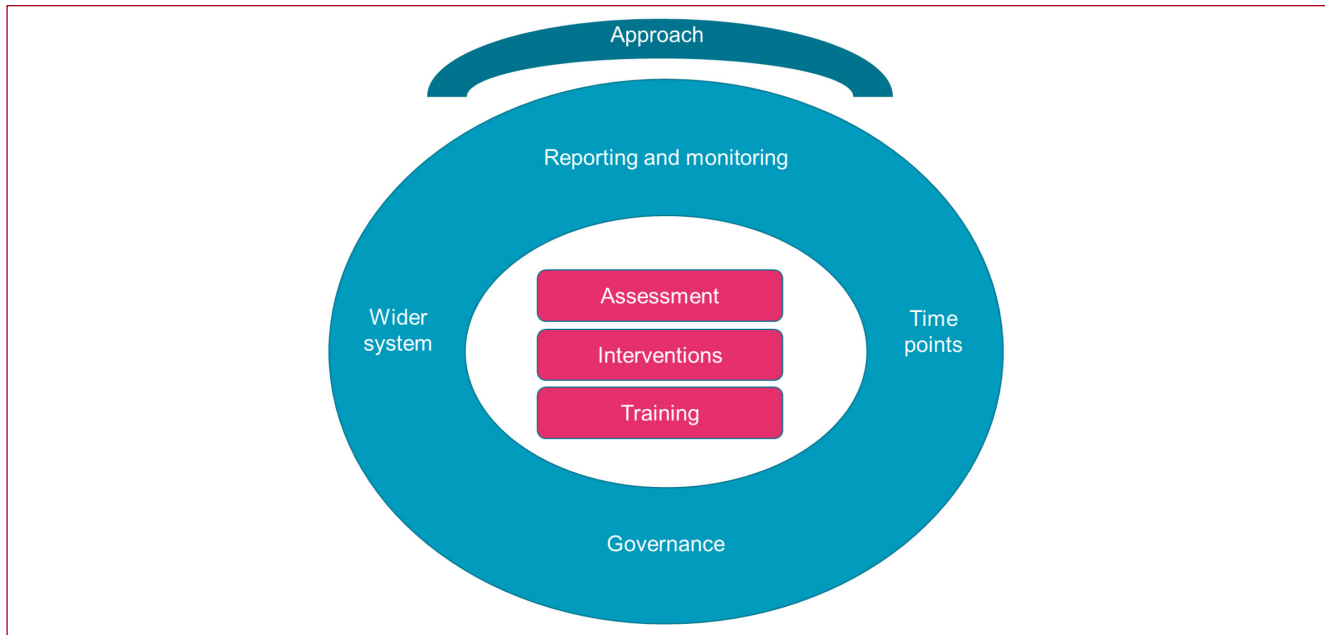 Approach
Reporting and monitoring
Assessment
Wider
system
Time
points
Interventions
Training
Governance